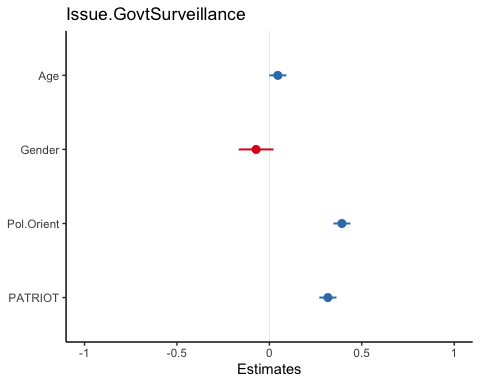 Issue.GovtSurveillance
Age
Gender
Pol.Orient
PATRIOT
-1 -0.5 0 0.5 1
Estimates